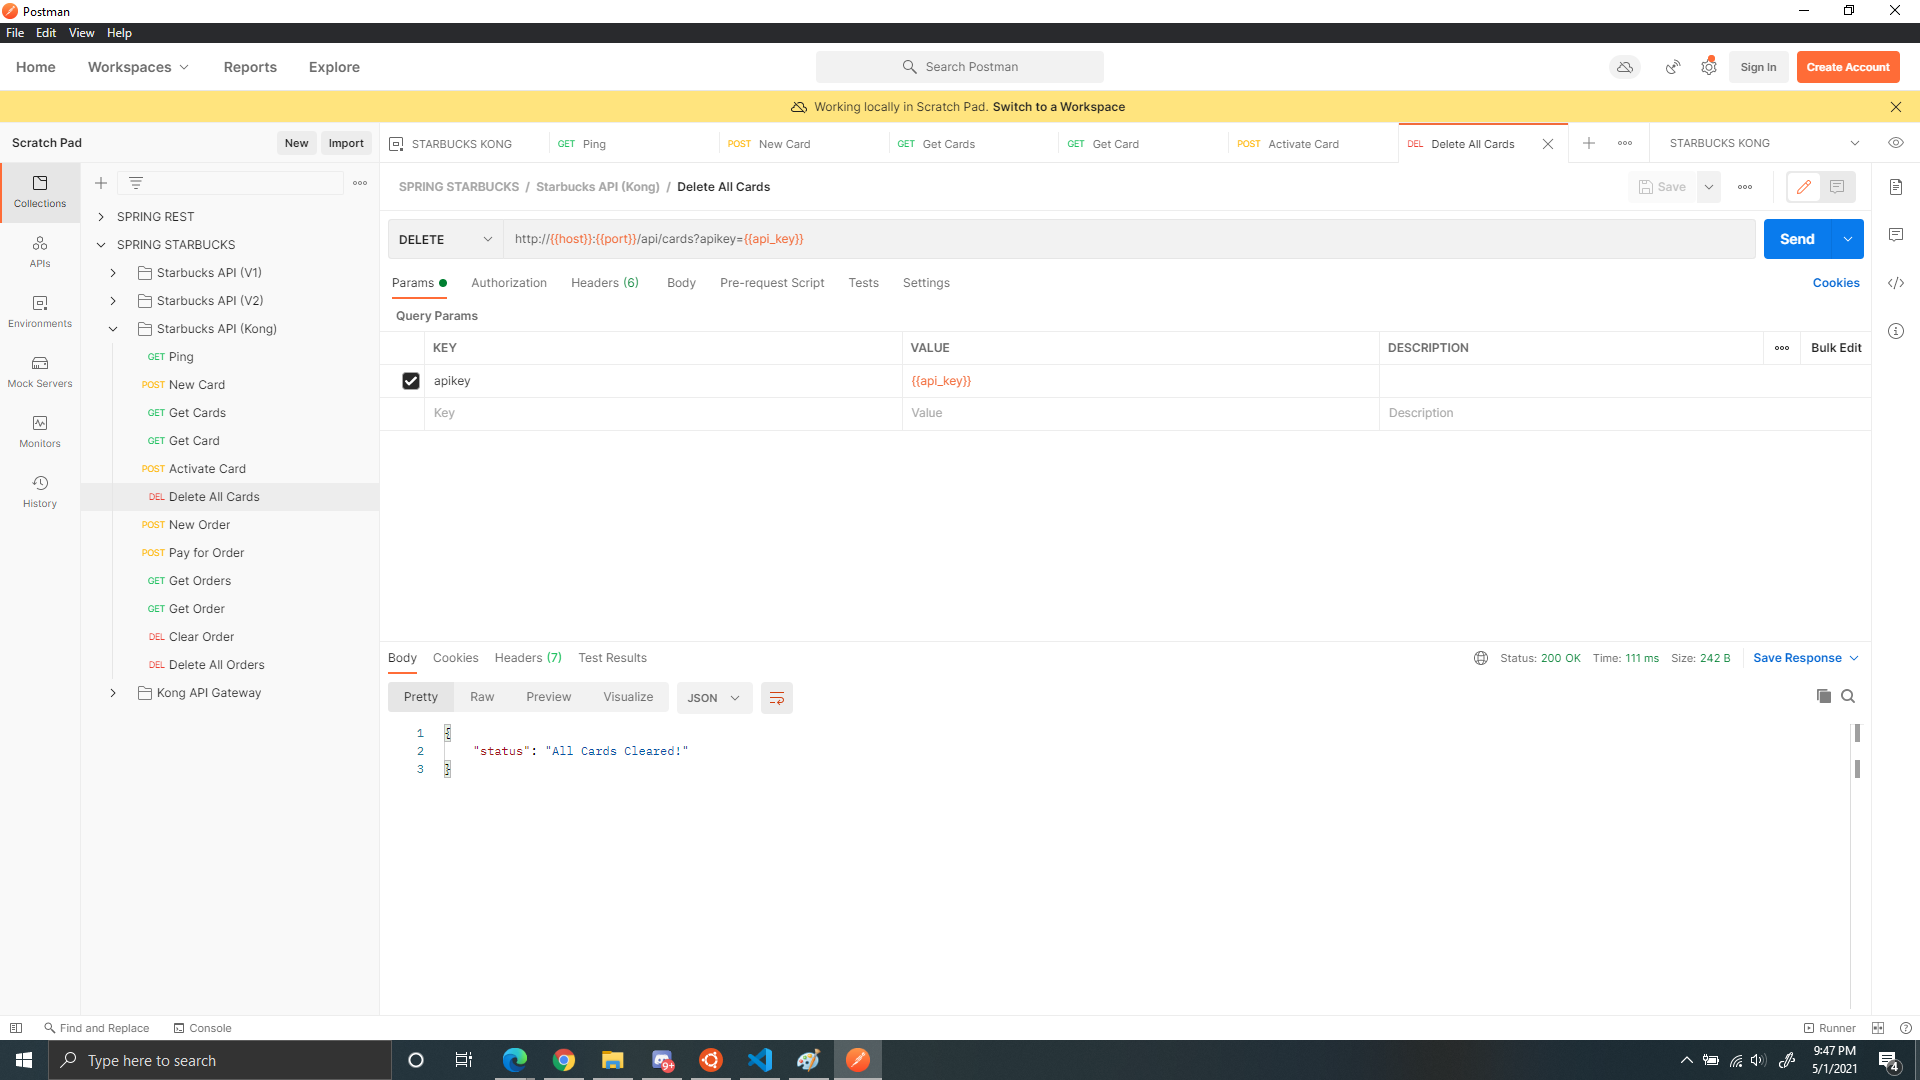 Postman
File Edit View Help
Home Workspaces Reports Explore Search Postman Sign In Create Account
Working locally in Scratch Pad. Switch to a Workspace
Scratch Pad New Import STARBUCKS KONG GET Ping POST New Card GET Get Cards GET Get Card POST Activate Card DEL Delete All Cards STARBUCKS KONG
Collections
APIs
Environments
Mock Servers
Monitors
History
SPRING REST
SPRING STARBUCKS
Starbucks API (V1)
Starbucks API (V2)
Starbucks API (Kong)
GET Ping
POST New Card
GET Get Cards
GET Get Card
POST Activate Card
DEL Delete All Cards
POST New Order
POST Pay for Order
GET Get Orders
GET Get Order
DEL Clear Order
DEL Delete All Orders
Kong API Gateway
SPRING STARBUCKS / Starbucks API (Kong) / Delete All Cards Save
DELETE http://{{host}}:{{port}}/api/cards?apikey={{api_key}} Send
Params Authorization Headers (6) Body Pre-request Script Tests Settings Cookies
Query Params
KEY VALUE DESCRIPTION Bulk Edit
apikey {{api_key}}
Key Value Description
Body Cookies Headers (7) Test Results Status: 200 OK Time: 111 ms Size: 242 B Save Response
Pretty Raw Preview Visualize JSON
1 {
2 "status": "All Cards Cleared!"
3 }
Find and Replace Console Runner
Type here to search
9+
9:47 PM
5/1/2021
4